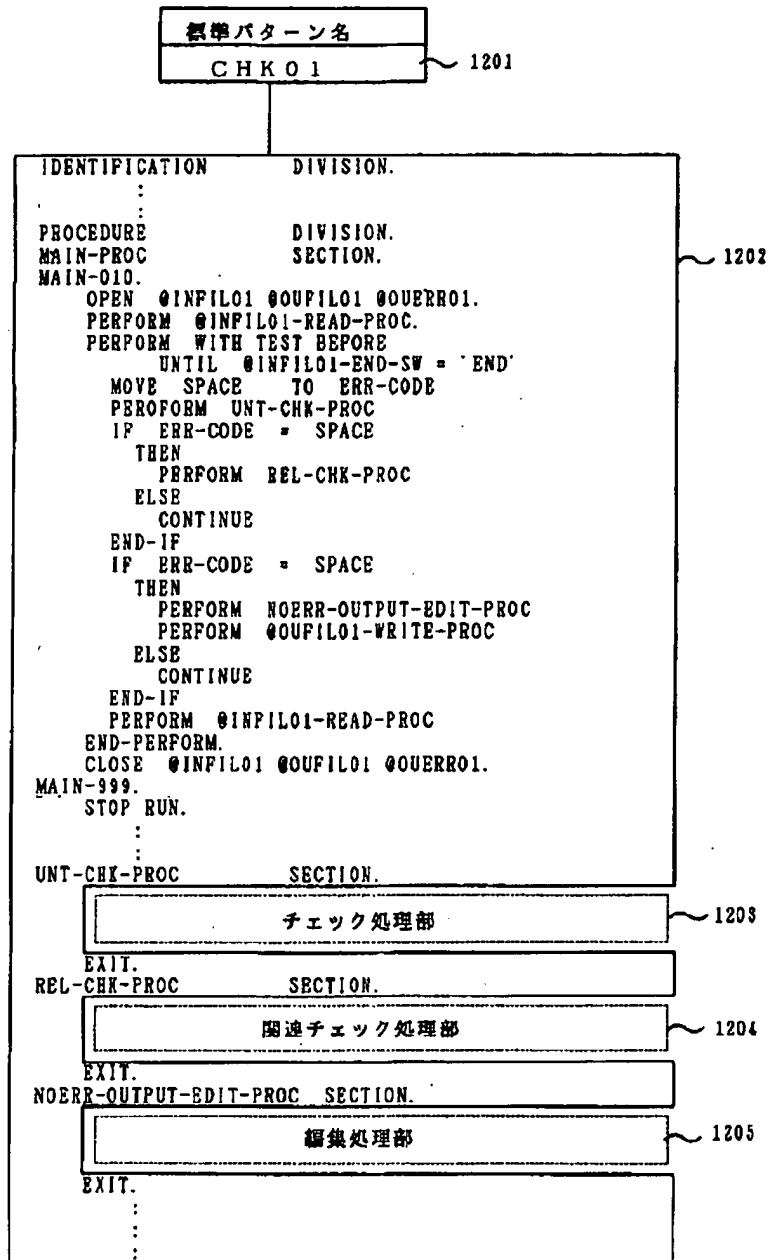 標準パターン名
CHK01
1201
IDENTIFICATION DIVISION.
:
:
PROCEDURE DIVISION.
MAIN-PROC SECTION.
1202
MAIN-010.
OPEN @INFIL01 @OUFIL01 @OUERR01.
PERFORM @INFIL01-READ-PROC.
PERFORM WITH TEST BEFORE
UNTIL @INFIL01-END-SW = 'END'
MOVE SPACE TO ERR-CODE
PEROFORM UNT-CHK-PROC
IF ERR-CODE = SPACE
THEN
PERFORM REL-CHK-PROC
ELSE
CONTINUE
END-IF
IF ERR-CODE = SPACE
THEN
PERFORM NOERR-OUTPUT-EDIT-PROC
PERFORM @OUFIL01-WRITE-PROC
ELSE
CONTINUE
END-IF
PERFORM @INFIL01-READ-PROC
END-PERFORM.
CLOSE @INFIL01 @OUFIL01 @OUERR01.
MAIN-999.
STOP RUN.
:
:
UNT-CHK-PROC SECTION.
チェック処理部
1203
EXIT.
REL-CHK-PROC SECTION.
関連チェック処理部
1204
EXIT.
NOERR-OUTPUT-EDIT-PROC SECTION.
編集処理部
1205
EXIT.
:
:
: